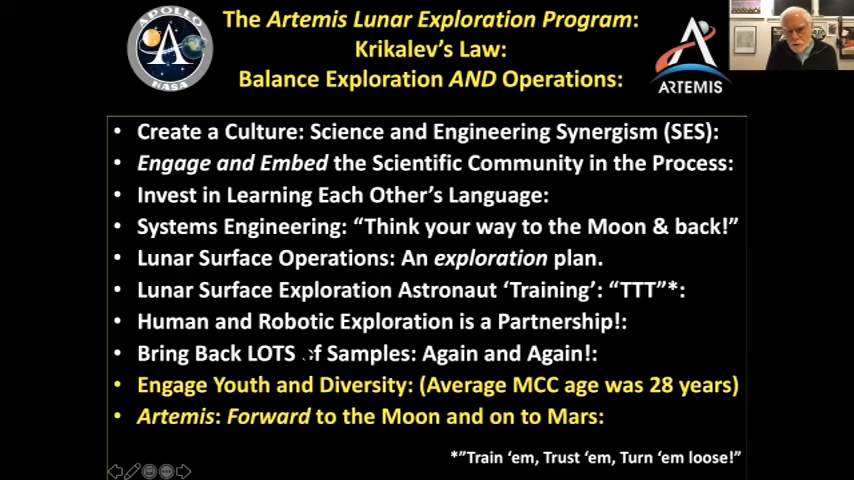 The Artemis Lunar Exploration Program:
Krikalev's Law:
Balance Exploration AND Operations:
APOLLO
NASA
ARTEMIS
• Create a Culture: Science and Engineering Synergism (SES):
• Engage and Embed the Scientific Community in the Process:
• Invest in Learning Each Other's Language:
• Systems Engineering: “Think your way to the Moon & back!”
• Lunar Surface Operations: An exploration plan.
• Lunar Surface Exploration Astronaut ‘Training’: “TTT”*:
• Human and Robotic Exploration is a Partnership!:
• Bring Back LOTS of Samples: Again and Again!:
• Engage Youth and Diversity: (Average MCC age was 28 years)
• Artemis: Forward to the Moon and on to Mars:
*”Train ‘em, Trust ‘em, Turn ‘em loose!”